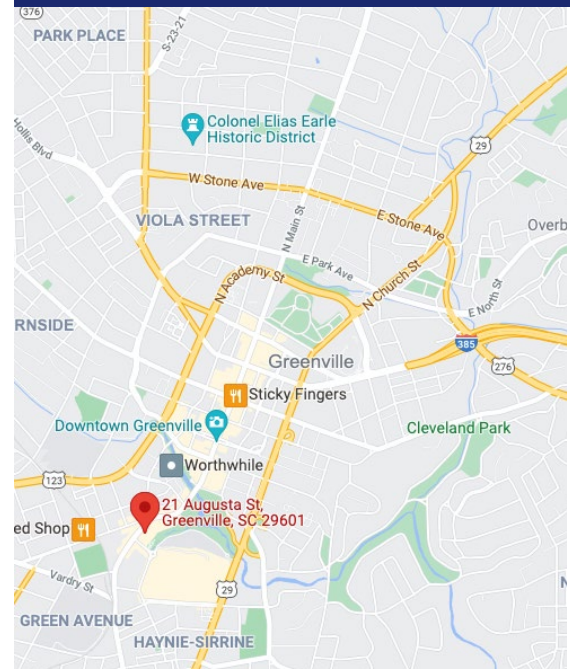 376
PARK PLACE
S-23-21
Hollis Blvd
Colonel Elias Earle
Historic District
29
W Stone Ave
VIOLA STREET
N Main St
E Stone Ave
Overb
E Park Ave
N Academy St
N Church St
E North St
RNSIDE
385
Greenville
276
Sticky Fingers
Downtown Greenville
Cleveland Park
Worthwhile
123
21 Augusta St,
Greenville, SC 29601
ed Shop
Vardry St
29
N
GREEN AVENUE
HAYNIE-SIRRINE